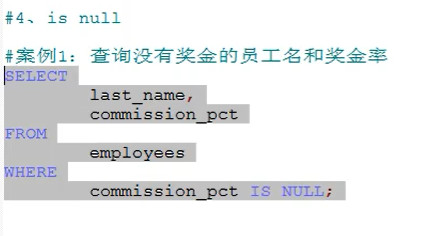 #4、is null
#案例1：查询没有奖金的员工名和奖金率
SELECT
last_name,
commission_pct
FROM
employees
WHERE
commission_pct IS NULL;